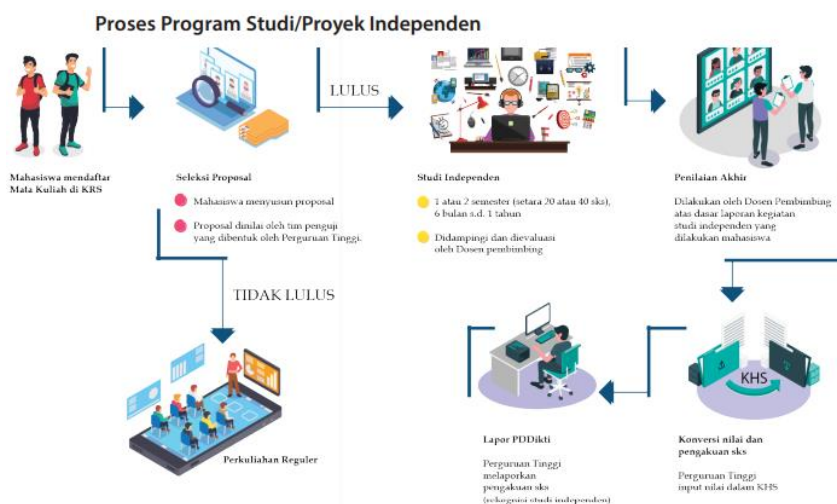 Proses Program Studi/Proyek Independen
LULUS
Mahasiswa mendaftar
Mata Kuliah di KRS
Seleksi Proposal
Mahasiswa menyusun proposal
Proposal dinilai oleh tim penguji
yang dibentuk oleh Perguruan Tinggi.
Studi Independen
1 atau 2 semester (setara 20 atau 40 sks),
6 bulan s.d. 1 tahun
Didampingi dan dievaluasi
oleh Dosen pembimbing
Penilaian Akhir
Dilakukan oleh Dosen Pembimbing
atas dasar laporan kegiatan
studi independen yang
dilakukan mahasiswa
TIDAK LULUS
Perkuliahan Reguler
KHS
Lapor PDDikti
Perguruan Tinggi
melaporkan
pengakuan sks
(rekognisi studi independen)
Konversi nilai dan
pengakuan sks
Perguruan Tinggi
input nilai dalam KHS